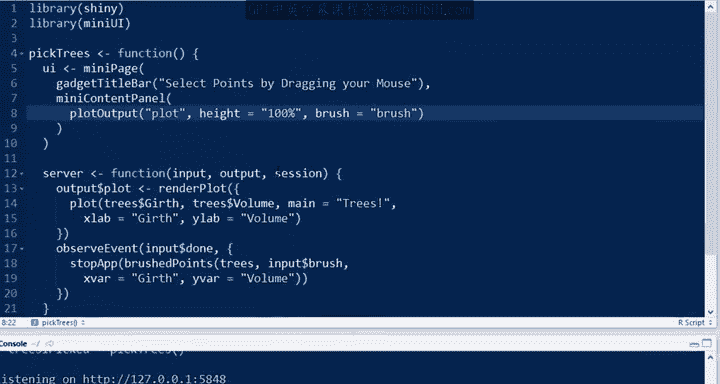 1 library(shiny)
2 library(miniUI)
3
4 pickTrees <- function() {
5 ui <- miniPage(
6 gadgetTitleBar("Select Points by Dragging your Mouse"),
7 miniContentPanel(
8 plotOutput("plot", height = "100%", brush = "brush")
9 )
10 )
11
12 server <- function(input, output, session) {
13 output$plot <- renderPlot({
14 plot(trees$Girth, trees$Volume, main = "Trees!",
15 xlab = "Girth", ylab = "Volume")
16 })
17 observeEvent(input$done, {
18 stopApp(brushedPoints(trees, input$brush,
19 xvar = "Girth", yvar = "Volume"))
20 })
21 }
8:22 pickTrees() R Script
Console ~/
pickTrees()
istening on http://127.0.0.1:5848